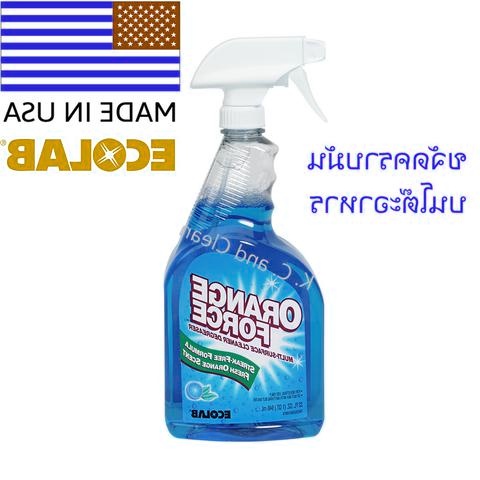 MADE IN USA
ECOLAB®
ขจัดคราบมัน
บนโต๊ะอาหาร
K. C. and Clean
ORANGE
FORCE
MULTI-SURFACE CLEANER DEGREASER
STREAK-FREE FORMULA
FRESH ORANGE SCENT
ECOLAB®